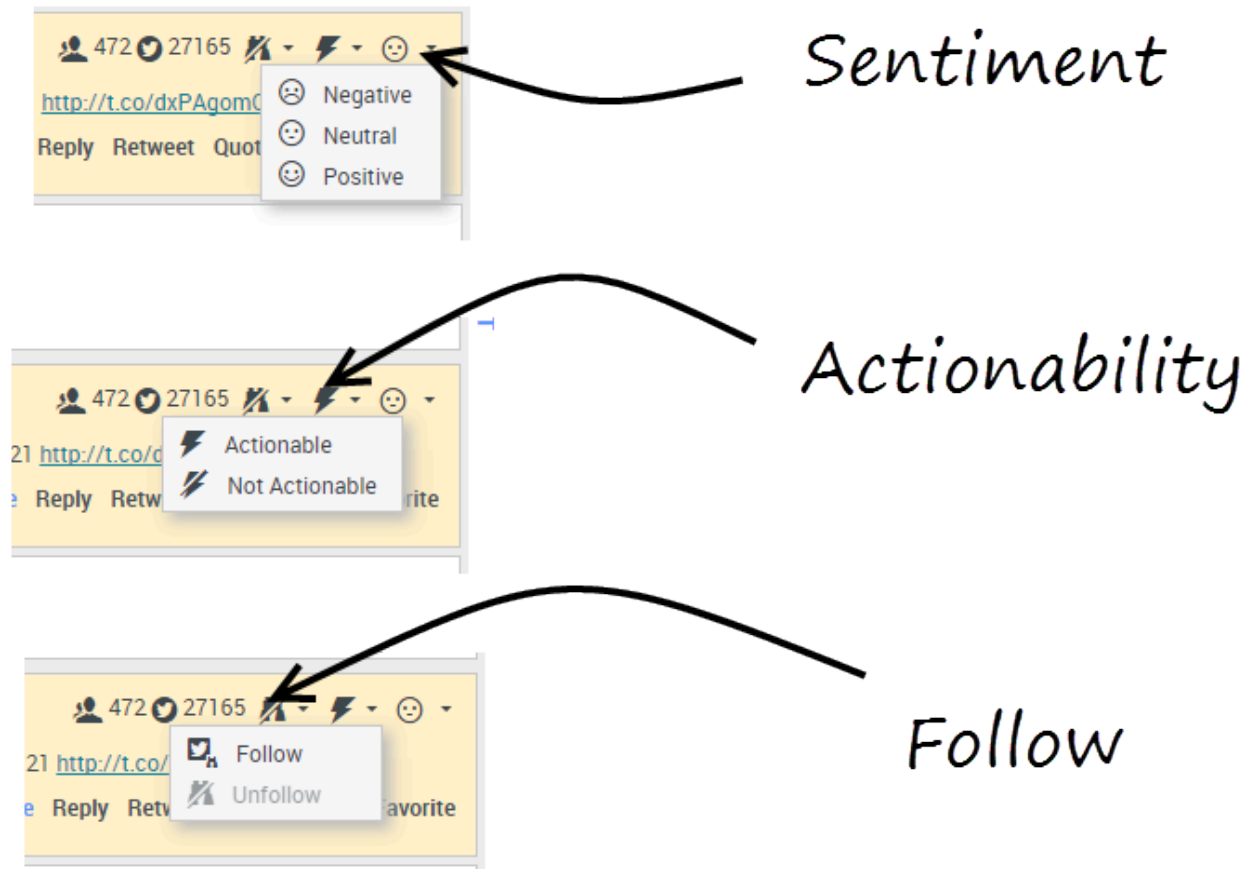 472 27165
Sentiment
http://t.co/dxPAgom
Negative
Reply Retweet Quot
Neutral
Positive
T
Actionability
472 27165
21 http://t.co/d
Actionable
Reply Retw
Not Actionable
rite
Follow
472 27165
21 http://t.co/
Follow
e Reply Retw
Unfollow
avorite